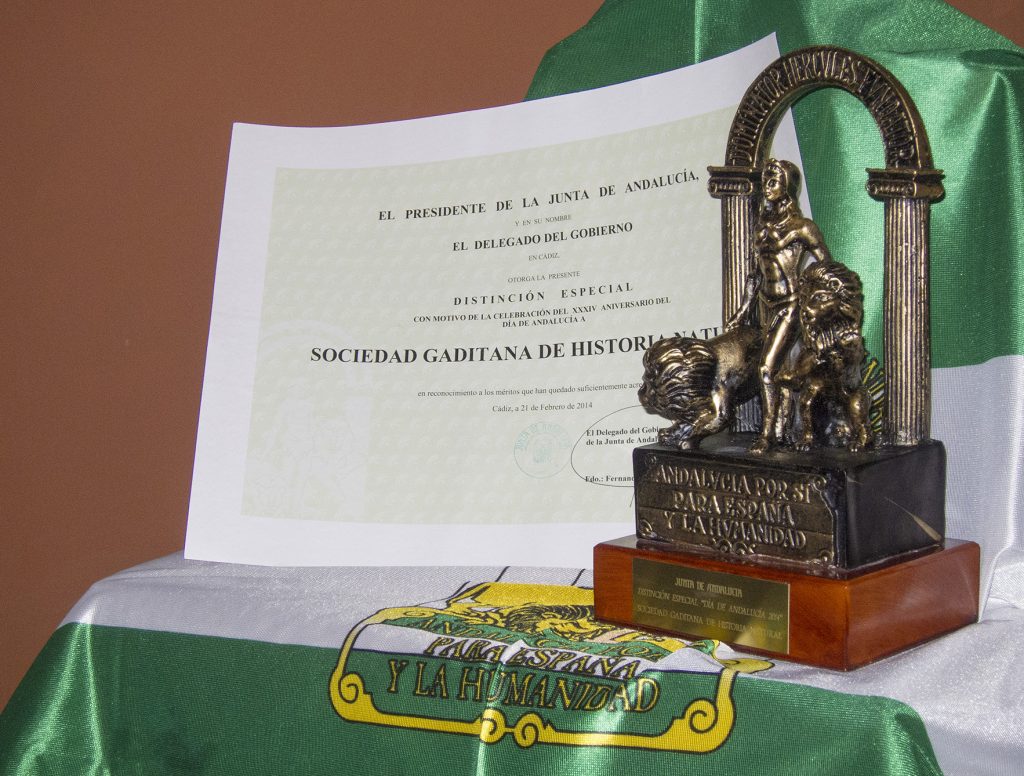 EL PRESIDENTE DE LA JUNTA DE ANDALUCÍA,
Y EN SU NOMBRE
EL DELEGADO DEL GOBIERNO
EN CÁDIZ,
OTORGA LA PRESENTE
DISTINCIÓN ESPECIAL
CON MOTIVO DE LA CELEBRACIÓN DEL XXXIV ANIVERSARIO DEL
DÍA DE ANDALUCÍA A
SOCIEDAD GADITANA DE HISTORIA
en reconocimiento a los méritos que han quedado suficientemente
Cádiz, a 21 de Febrero de 2014
El Delegado del
de la Junta de
Fdo.:
HERCVLES
ANDALVCIA POR SI
PARA ESPAÑA
Y LA HVMANIDAD
JUNTA DE ANDALUCIA
DISTINCIÓN ESPECIAL "DÍA DE ANDALUCÍA 2014"
SOCIEDAD GADITANA DE HISTORIA NATURAL
PARA ESPAÑA
Y LA HUMANIDAD